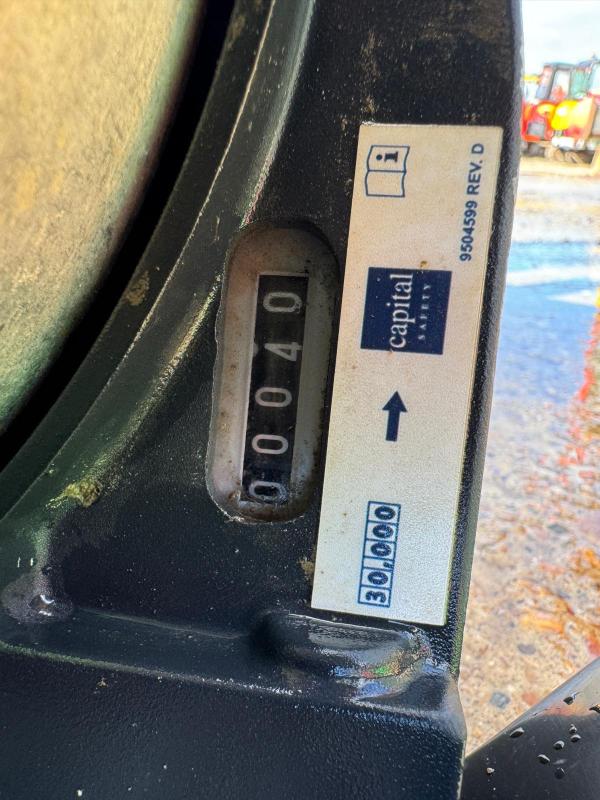 00040
30,000
capital
SAFETY
i
9504599 REV. D